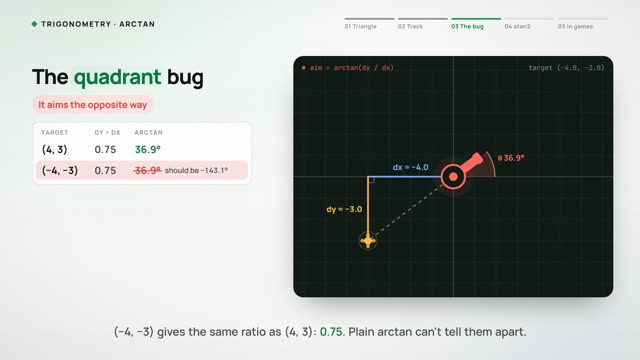 TRIGONOMETRY · ARCTAN
01 Triangle
02 Track
03 The bug
04 atan2
05 In games
The quadrant bug
It aims the opposite way
TARGET DY ÷ DX ARCTAN
(4, 3) 0.75 36.9°
(−4, −3) 0.75 36.9° should be −143.1°
aim = arctan(dy / dx)
target (-4.0, -3.0)
θ 36.9°
dx = −4.0
dy = −3.0
(−4, −3) gives the same ratio as (4, 3): 0.75. Plain arctan can't tell them apart.